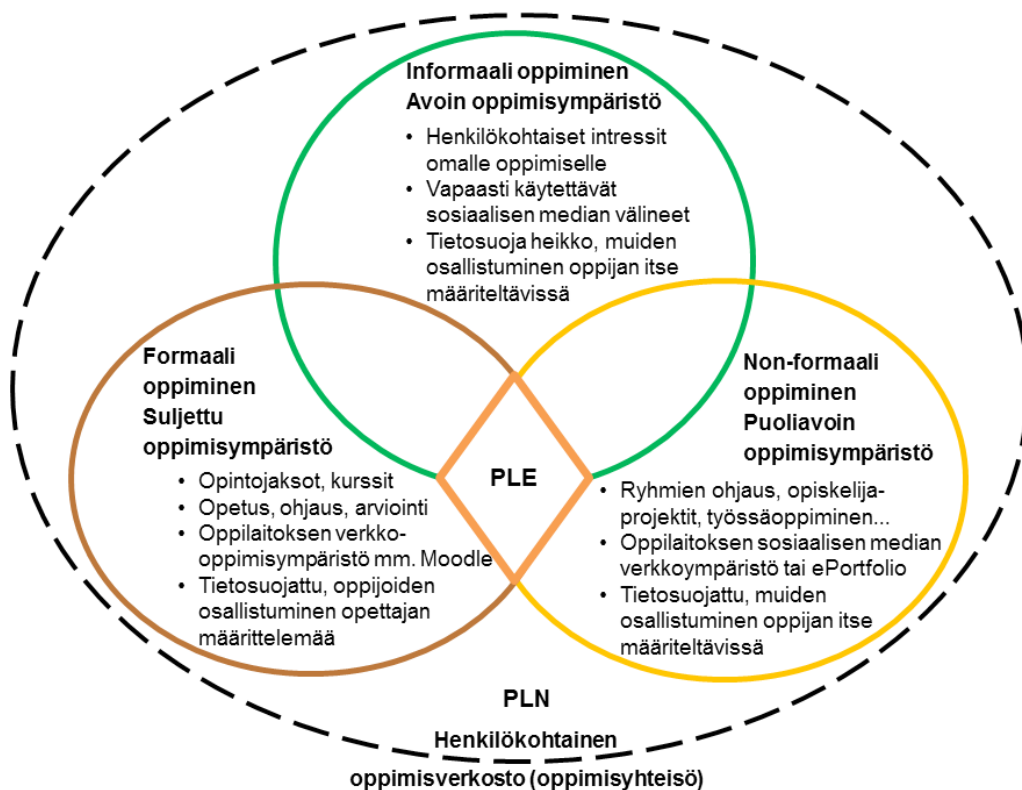 Informaali oppiminen
Avoin oppimisympäristö
• Henkilökohtaiset intressit
omalle oppimiselle
• Vapaasti käytettävät
sosiaalisen median välineet
• Tietosuoja heikko, muiden
osallistuminen oppijan itse
määriteltävissä
Formaali
oppiminen
Suljettu
oppimisympäristö
• Opintojaksot, kurssit
• Opetus, ohjaus, arviointi
• Oppilaitoksen verkko-
oppimisympäristö mm. Moodle
• Tietosuojattu, oppijoiden
osallistuminen opettajan
määrittelemää
PLE
Non-formaali
oppiminen
Puoliavoin
oppimisympäristö
• Ryhmien ohjaus, opiskelija-
projektit, työssäoppiminen...
• Oppilaitoksen sosiaalisen median
verkkoympäristö tai ePortfolio
• Tietosuojattu, muiden
osallistuminen oppijan itse
määriteltävissä
PLN
Henkilökohtainen
oppimisverkosto (oppimisyhteisö)